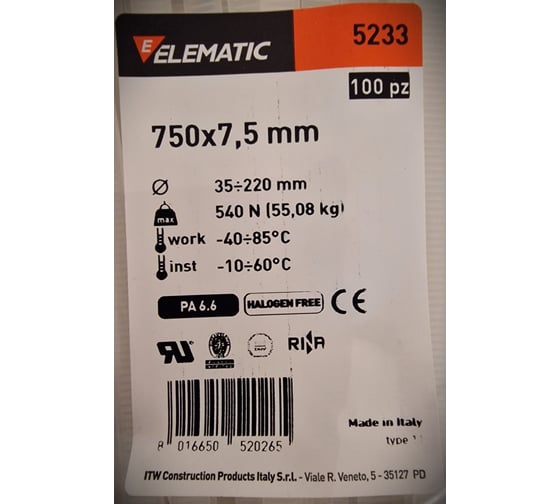 E ELEMATIC
5233
100 pz
750x7,5 mm
Ø 35÷220 mm
max 540 N (55,08 kg)
work -40÷85°C
inst -10÷60°C
PA 6.6 HALOGEN FREE CE
RU RINA
Made in Italy
type
8 016650 520265
ITW Construction Products Italy S.r.l. - Viale R. Veneto, 5 - 35127 PD